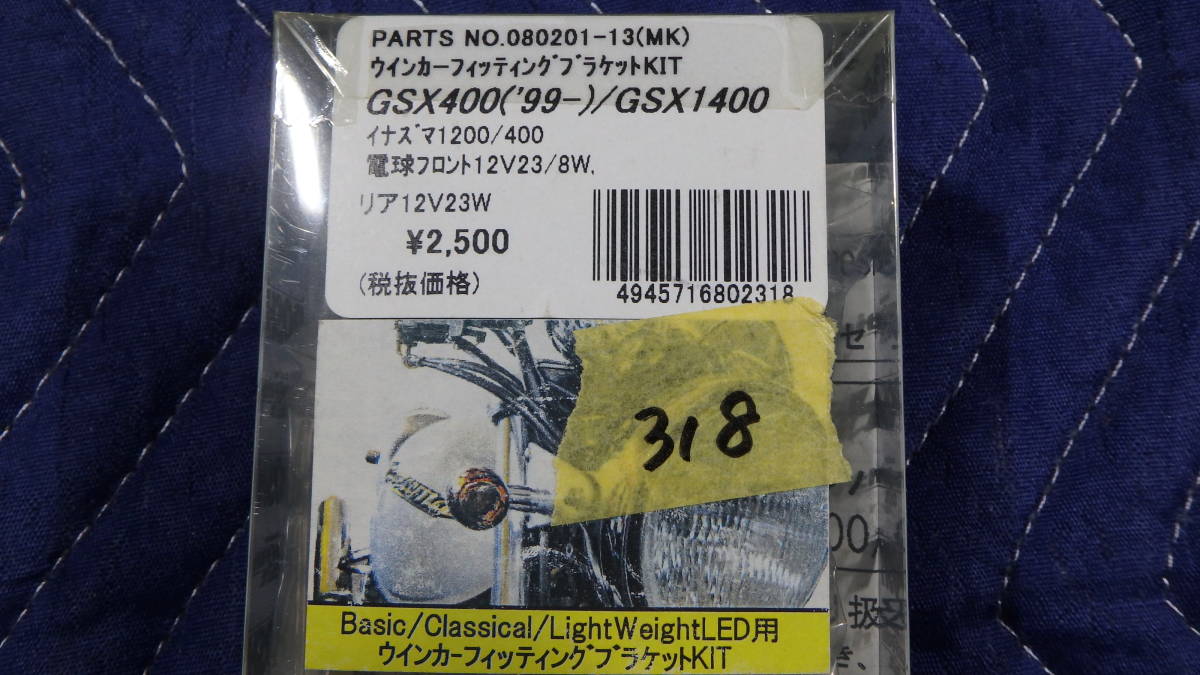 PARTS NO.080201-13(MK)
ウインカーフィッティングブラケットKIT
GSX400('99-)/GSX1400
イナズマ1200/400
電球フロント12V23/8W,
リア12V23W
¥2,500
(税抜価格)
4945716802318
318
Basic/Classical/LightWeightLED用
ウインカーフィッティングブラケットKIT
セ
00
扱
き、